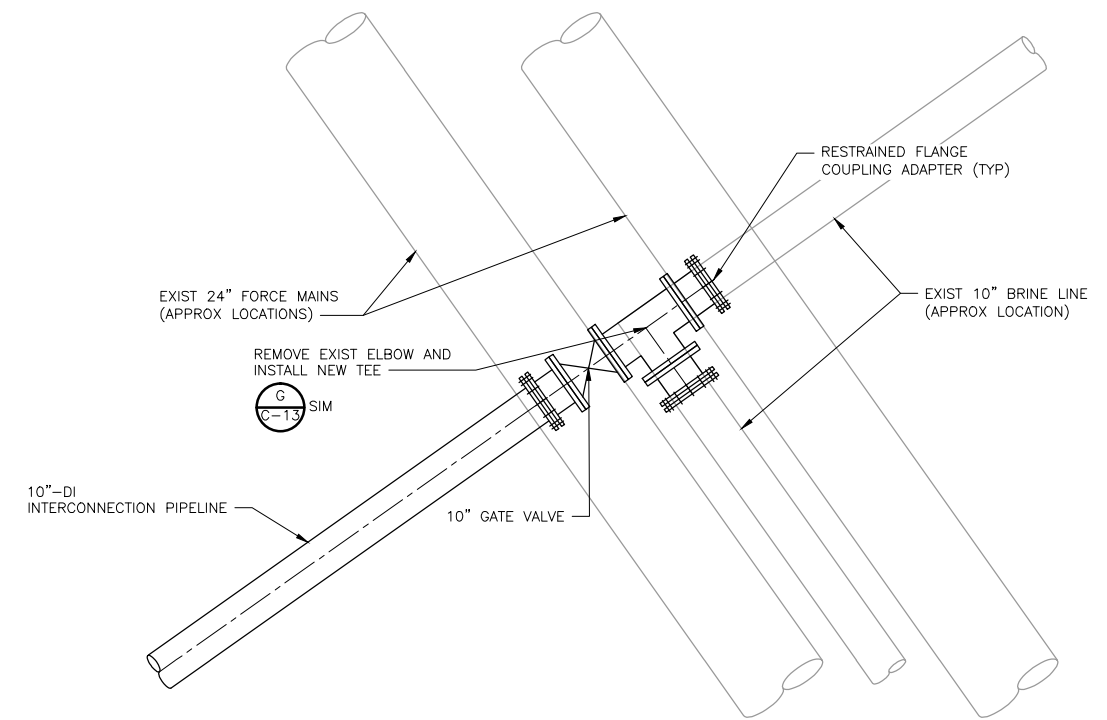 RESTRAINED FLANGE
COUPLING ADAPTER (TYP)
EXIST 24" FORCE MAINS
(APPROX LOCATIONS)
EXIST 10" BRINE LINE
(APPROX LOCATION)
REMOVE EXIST ELBOW AND
INSTALL NEW TEE
G
C-13
SIM
10"-DI
INTERCONNECTION PIPELINE
10" GATE VALVE